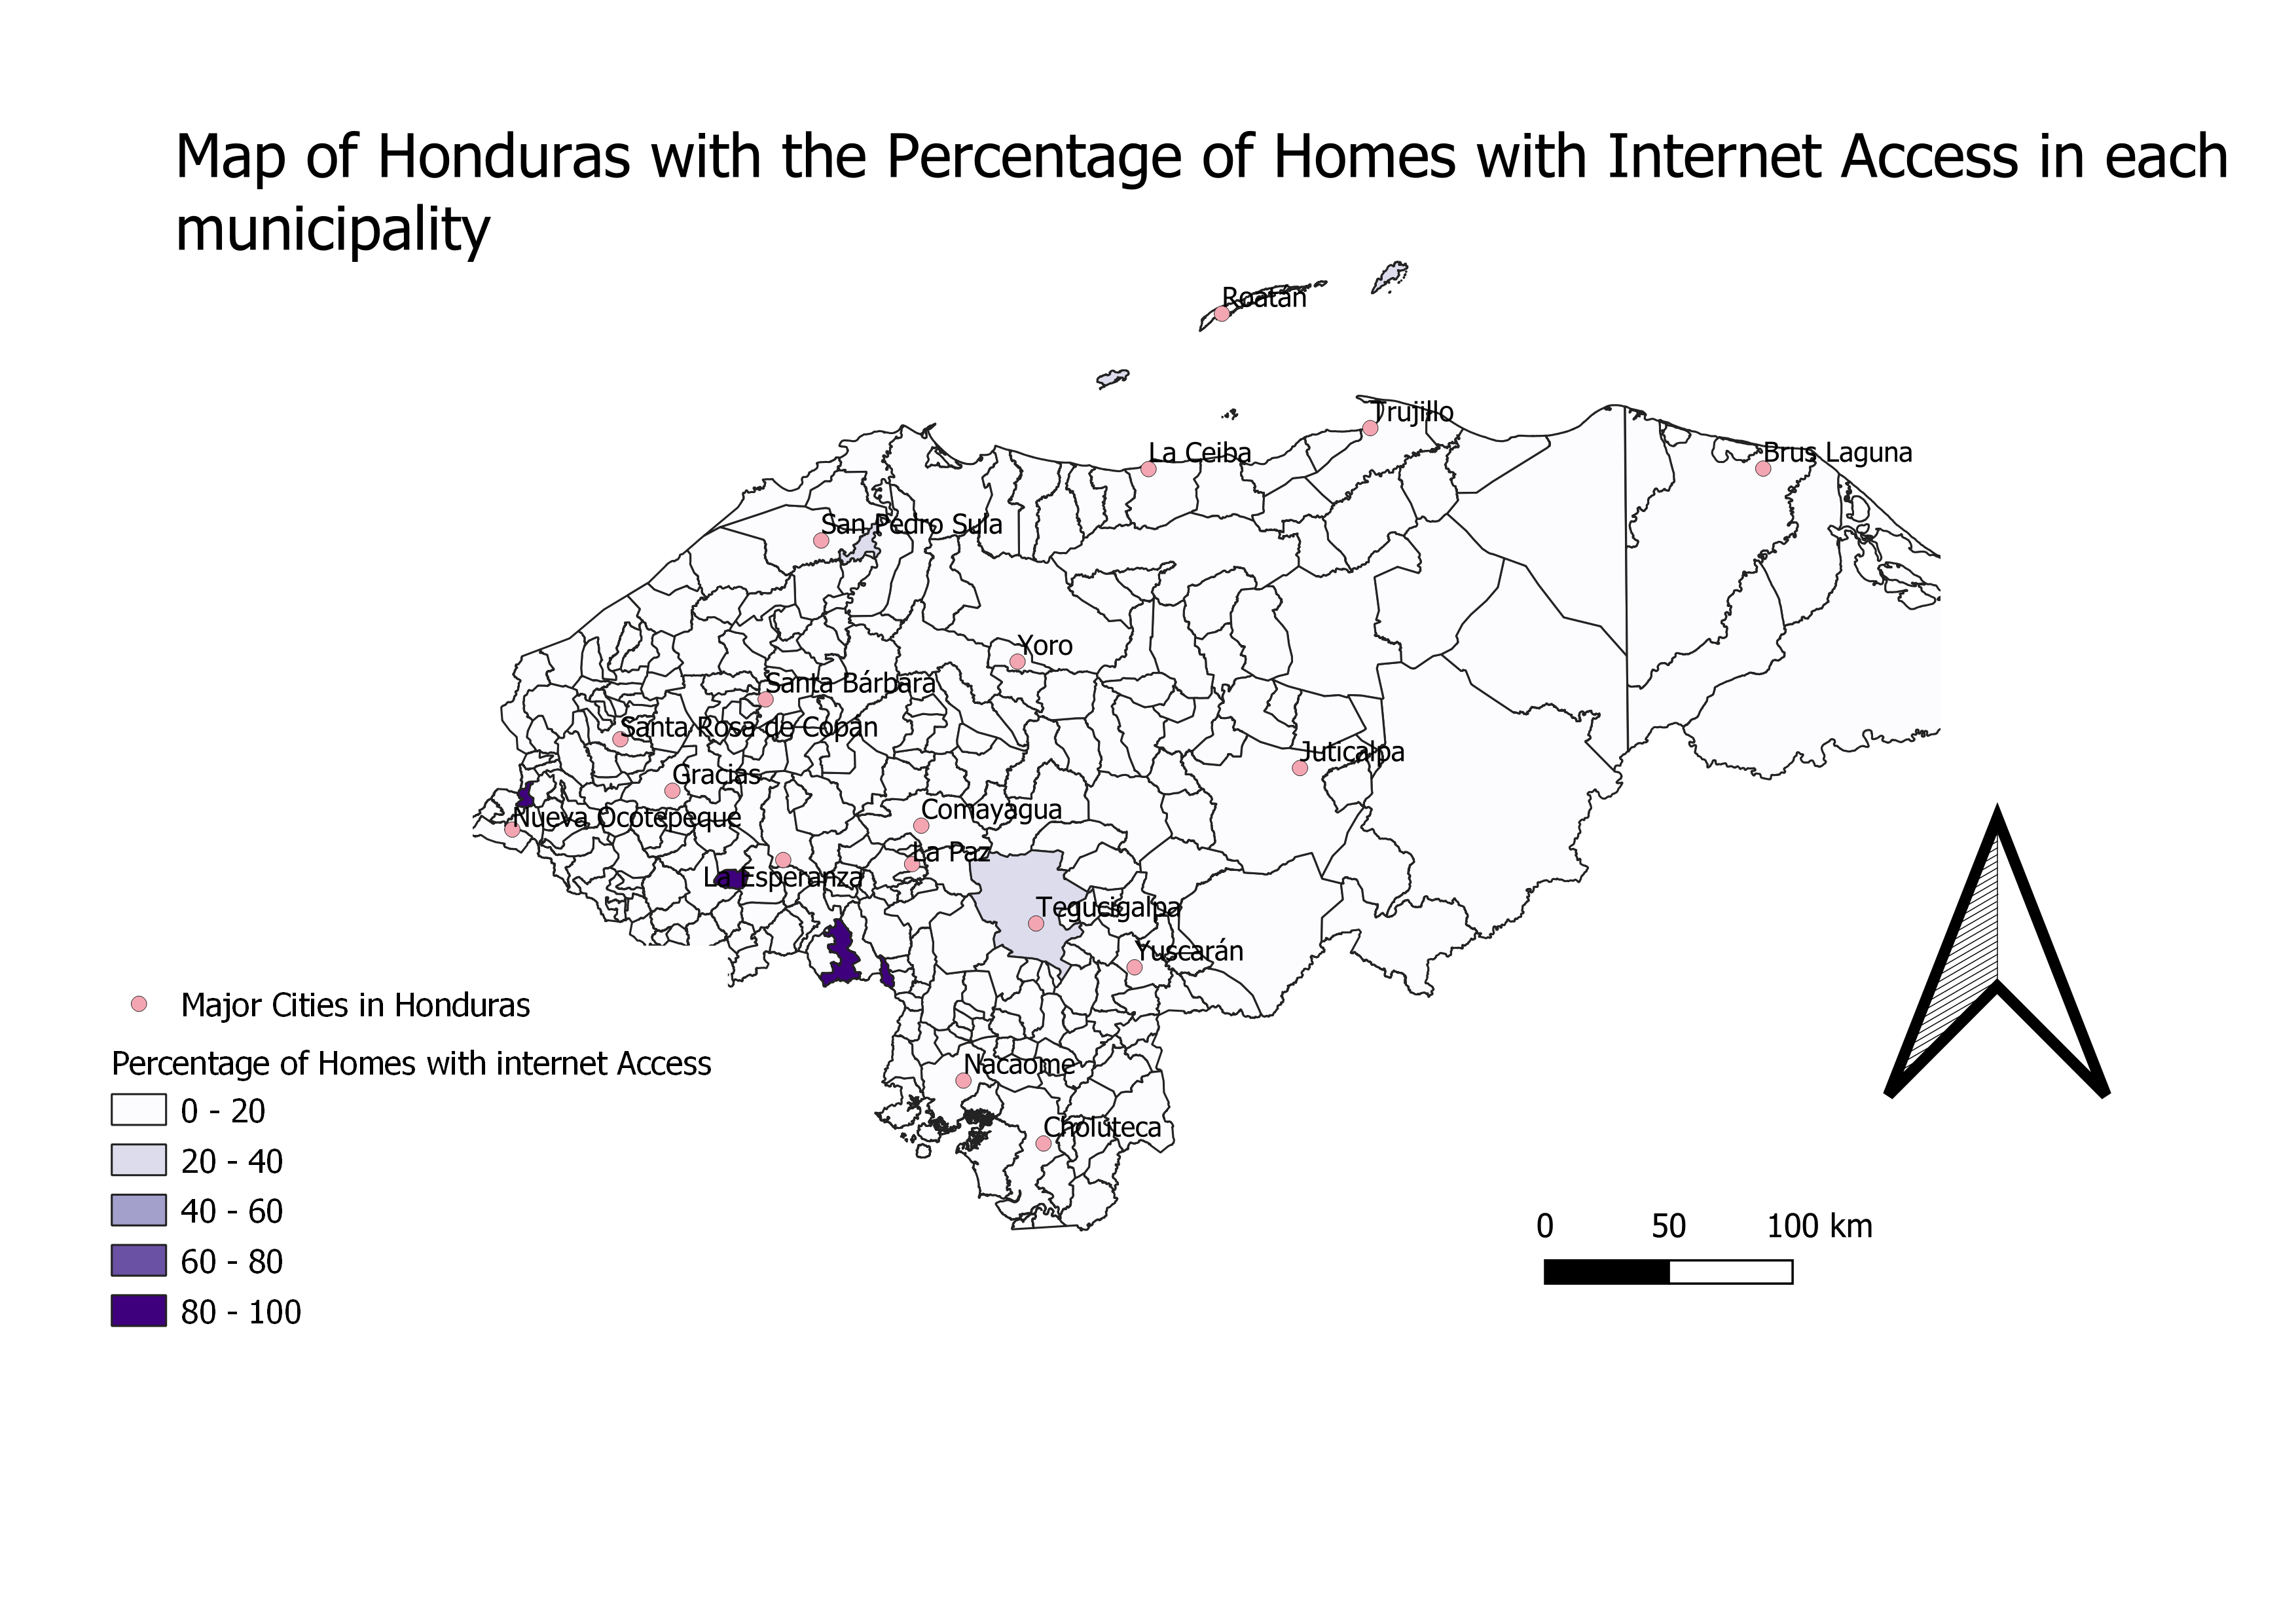 Map of Honduras with the Percentage of Homes with Internet Access in each
municipality
Roatán
Trujillo
La Ceiba
Brus Laguna
San Pedro Sula
Yoro
Santa Bárbara
Santa Rosa de Copán
Juticalpa
Gracias
Comayagua
Nueva Ocotepeque
La Paz
La Esperanza
Tegucigalpa
Yuscarán
Nacaome
Choluteca
Major Cities in Honduras
Percentage of Homes with internet Access
0 - 20
20 - 40
40 - 60
60 - 80
80 - 100
0 50 100 km